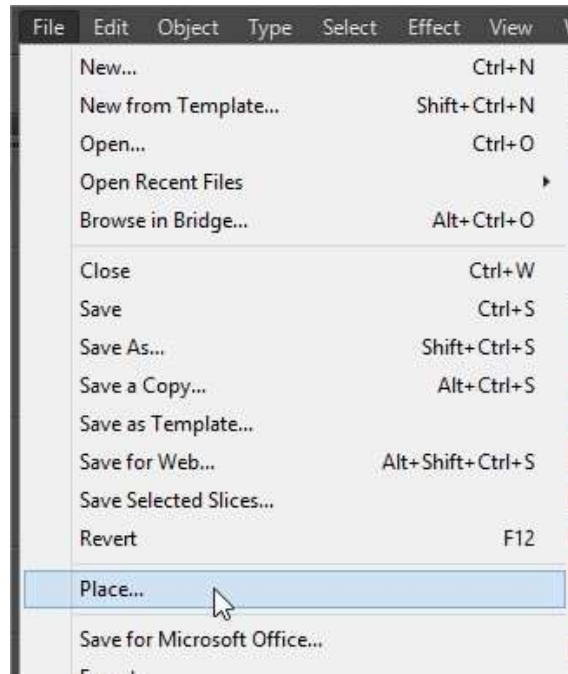 File Edit Object Type Select Effect View
New... Ctrl+N
New from Template... Shift+Ctrl+N
Open... Ctrl+O
Open Recent Files
Browse in Bridge... Alt+Ctrl+O
Close Ctrl+W
Save Ctrl+S
Save As... Shift+Ctrl+S
Save a Copy... Alt+Ctrl+S
Save as Template...
Save for Web... Alt+Shift+Ctrl+S
Save Selected Slices...
Revert F12
Place...
Save for Microsoft Office...